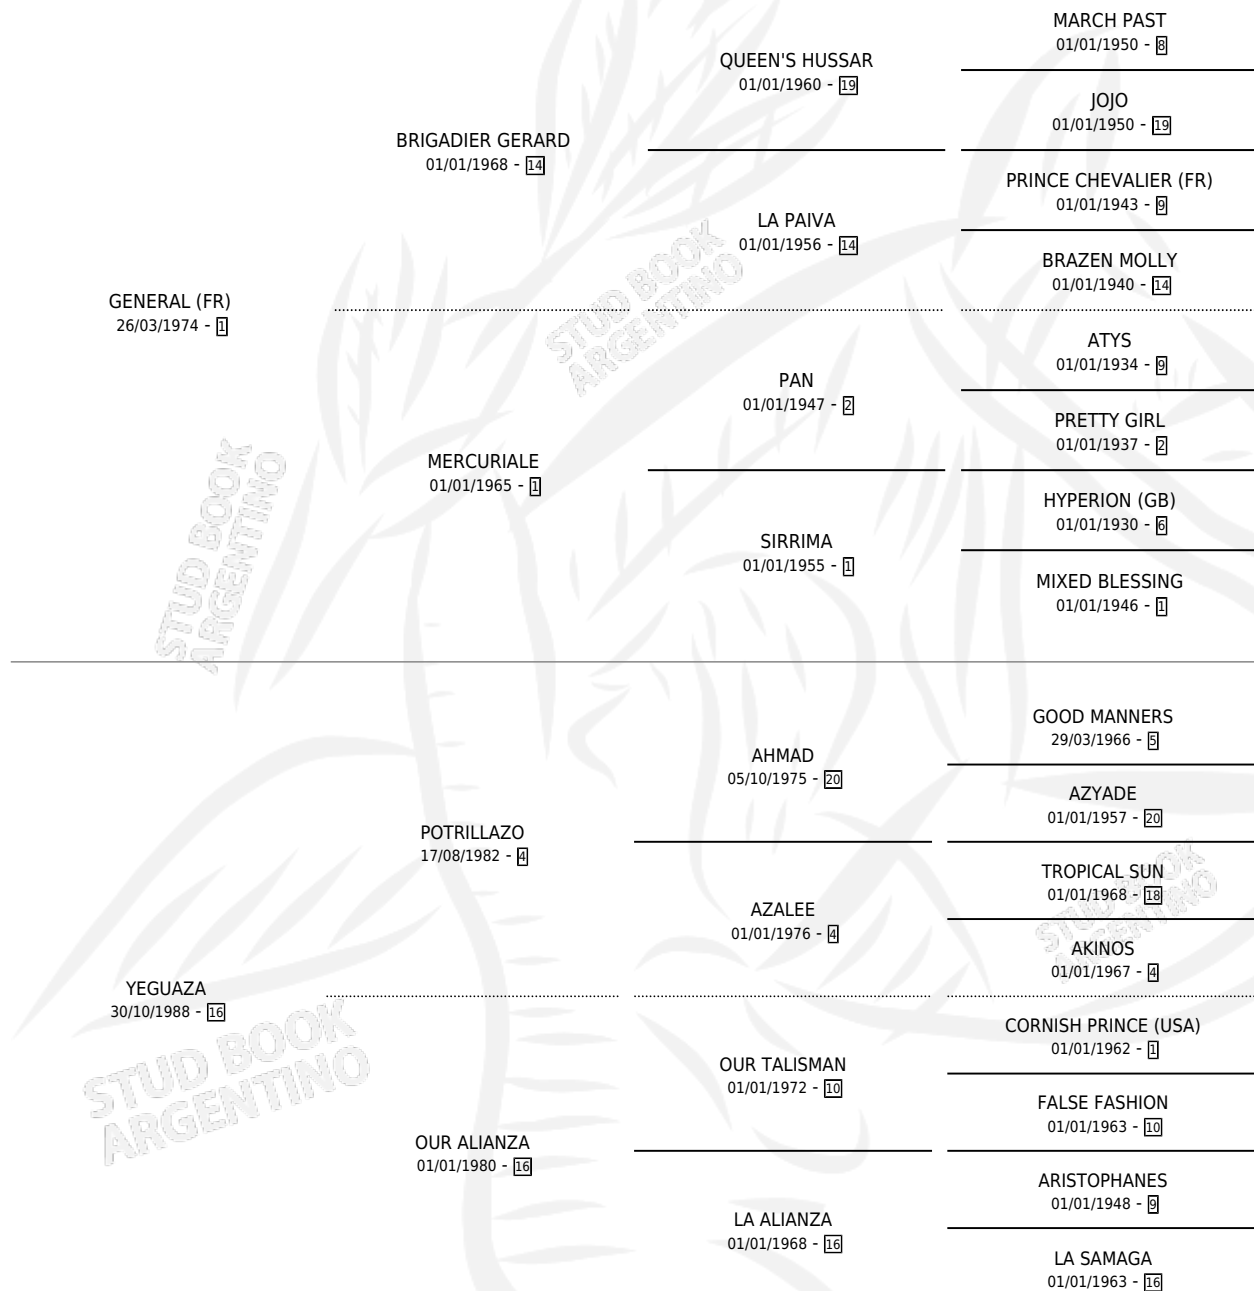 MARCH PAST
01/01/1950 - 8
QUEEN'S HUSSAR
01/01/1960 - 19
JOJO
01/01/1950 - 19
BRIGADIER GERARD
01/01/1968 - 14
PRINCE CHEVALIER (FR)
01/01/1943 - 9
LA PAIVA
01/01/1956 - 14
BRAZEN MOLLY
01/01/1940 - 14
GENERAL (FR)
26/03/1974 - 1
ATYS
01/01/1934 - 9
PAN
01/01/1947 - 2
PRETTY GIRL
01/01/1937 - 2
MERCURIALE
01/01/1965 - 1
HYPERION (GB)
01/01/1930 - 6
SIRRIMA
01/01/1955 - 1
MIXED BLESSING
01/01/1946 - 1
GOOD MANNERS
29/03/1966 - 5
AHMAD
05/10/1975 - 20
AZYADE
01/01/1957 - 20
POTRILLAZO
17/08/1982 - 4
TROPICAL SUN
01/01/1968 - 18
AZALEE
01/01/1976 - 4
AKINOS
01/01/1967 - 4
YEGUAZA
30/10/1988 - 16
CORNISH PRINCE (USA)
01/01/1962 - 1
OUR TALISMAN
01/01/1972 - 10
FALSE FASHION
01/01/1963 - 10
OUR ALIANZA
01/01/1980 - 16
ARISTOPHANES
01/01/1948 - 9
LA ALIANZA
01/01/1968 - 16
LA SAMAGA
01/01/1963 - 16
STUD BOOK
ARGENTINO
STUD BOOK
ARGENTINO
STUD BOOK
ARGENTINO
STUD BOOK
ARGENTINO